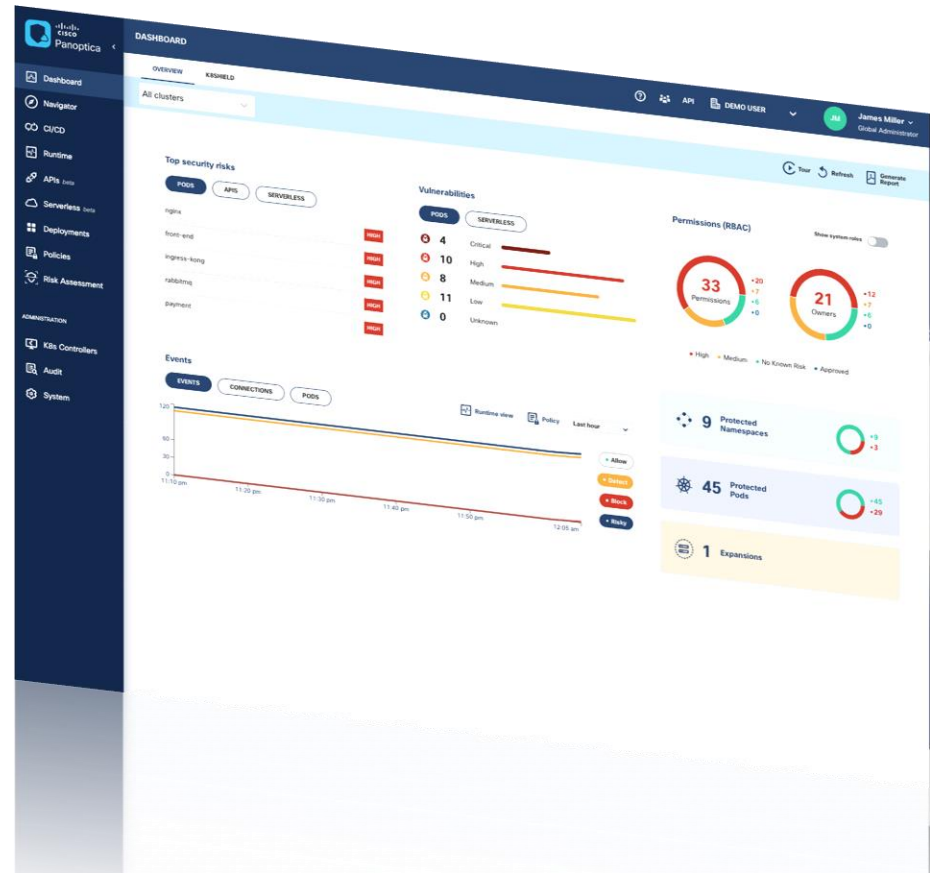 cisco
Panoptica
DASHBOARD
API
DEMO USER
JM
James Miller
Global Administrator
Dashboard
Navigator
CI/CD
Runtime
APIs beta
Serverless beta
Deployments
Policies
Risk Assessment
ADMINISTRATION
K8s Controllers
Audit
System
OVERVIEW
K8SHIELD
All clusters
Tour
Refresh
Generate
Report
Top security risks
PODS
APIS
SERVERLESS
nginx
front-end
HIGH
ingress-kong
HIGH
rabbitmq
HIGH
payment
HIGH
HIGH
Vulnerabilities
PODS
SERVERLESS
4 Critical
10 High
8 Medium
11 Low
0 Unknown
Permissions (RBAC)
Show system roles
33
Permissions
+20
+7
+6
+0
21
Owners
+12
+7
+6
+0
High
Medium
No Known Risk
Approved
Events
EVENTS
CONNECTIONS
PODS
Runtime view
Policy
Last hour
120
90
30
0
11:10 pm
11:20 pm
11:30 pm
11:40 pm
11:50 pm
12:05 am
Allow
Detect
Block
Risky
9 Protected
Namespaces
+9
+3
45 Protected
Pods
+45
+29
1 Expansions